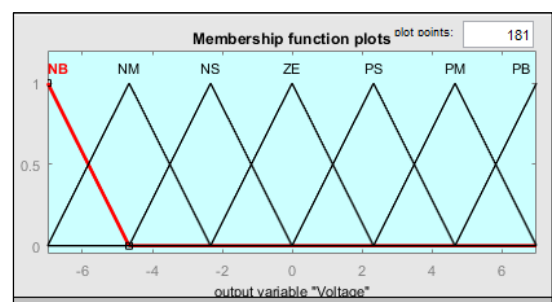 Membership function plots plot points: 181
NB NM NS ZE PS PM PB
1
0.5
0
-6 -4 -2 0 2 4 6
output variable "Voltage"